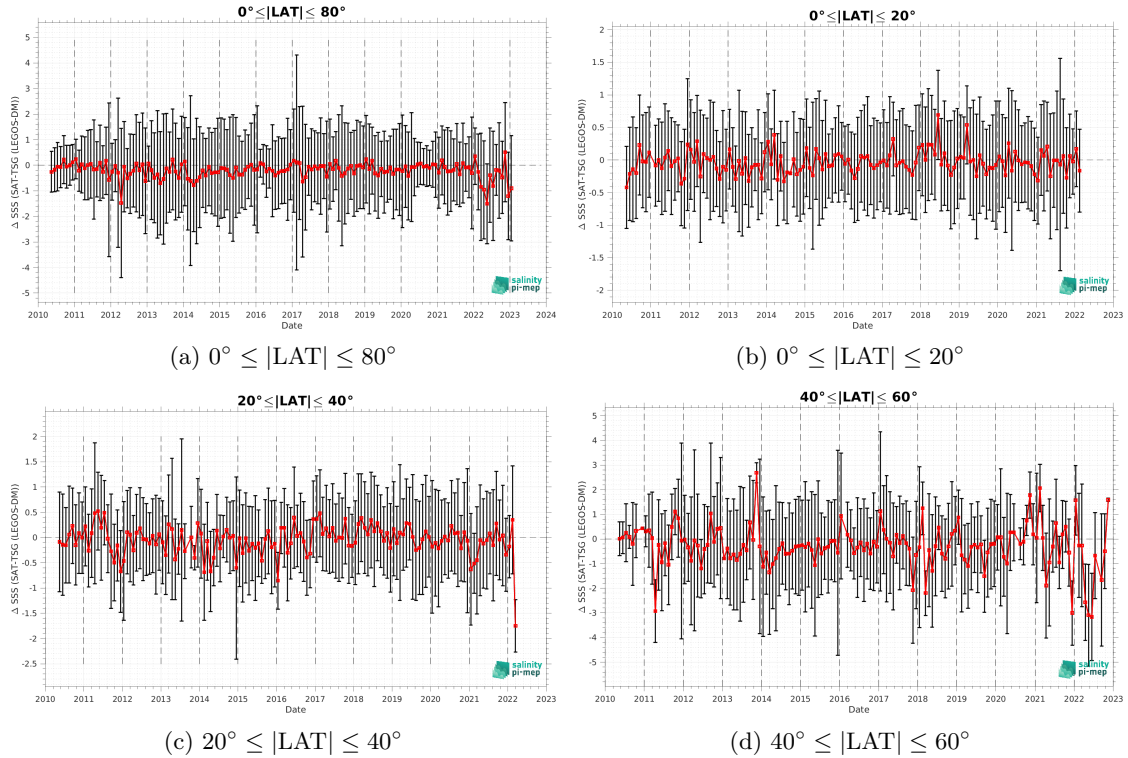 0°≤|LAT|≤ 80°
Δ SSS (SAT-TSG (LEGOS-DM))
5
4
3
2
1
0
-1
-2
-3
-4
-5
2010 2011 2012 2013 2014 2015 2016 2017 2018 2019 2020 2021 2022 2023 2024
Date
salinity
pi-mep
(a) 0° ≤ |LAT| ≤ 80°
0°≤|LAT|≤ 20°
Δ SSS (SAT-TSG (LEGOS-DM))
2
1.5
1
0.5
0
-0.5
-1
-1.5
-2
2010 2011 2012 2013 2014 2015 2016 2017 2018 2019 2020 2021 2022 2023
Date
salinity
pi-mep
(b) 0° ≤ |LAT| ≤ 20°
20°≤|LAT|≤ 40°
Δ SSS (SAT-TSG (LEGOS-DM))
2
1.5
1
0.5
0
-0.5
-1
-1.5
-2
-2.5
2010 2011 2012 2013 2014 2015 2016 2017 2018 2019 2020 2021 2022 2023
Date
salinity
pi-mep
(c) 20° ≤ |LAT| ≤ 40°
40°≤|LAT|≤ 60°
Δ SSS (SAT-TSG (LEGOS-DM))
5
4
3
2
1
0
-1
-2
-3
-4
-5
2010 2011 2012 2013 2014 2015 2016 2017 2018 2019 2020 2021 2022 2023
Date
salinity
pi-mep
(d) 40° ≤ |LAT| ≤ 60°